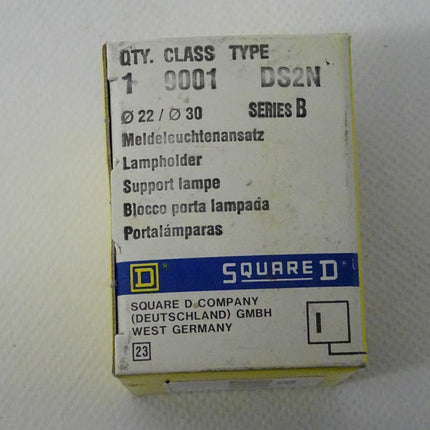 QTY. CLASS TYPE
1 9001 DS2N
Ø 22 / Ø 30 SERIES B
Meldeleuchtenansatz
Lampholder
Support lampe
Blocco porta lampada
Portalámparas
D ® SQUARE D ®
SQUARE D COMPANY
(DEUTSCHLAND) GMBH
WEST GERMANY
23